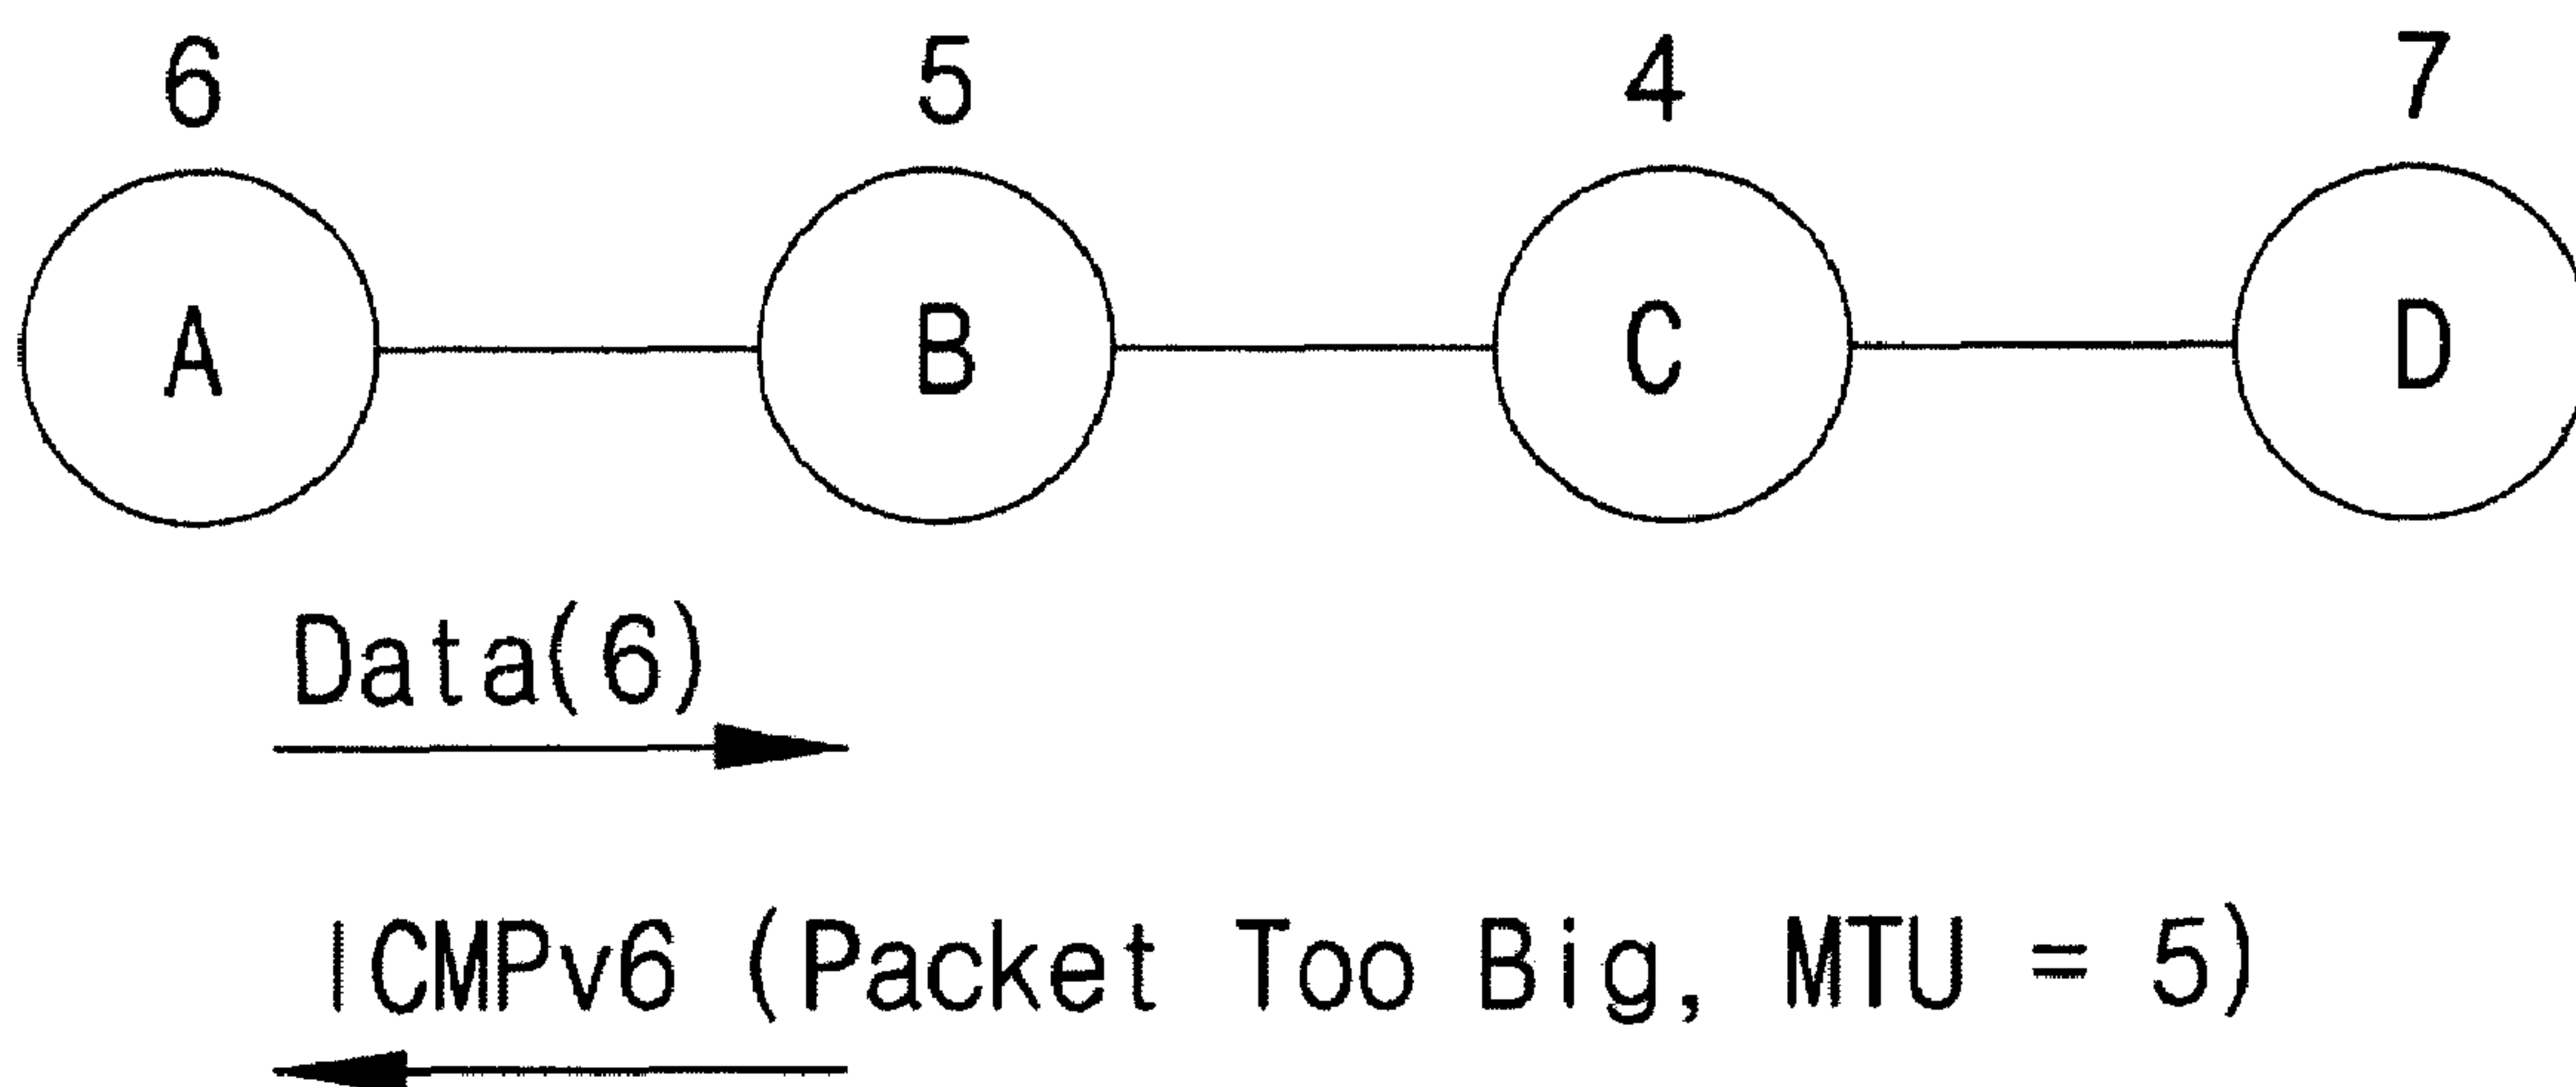 6 5 4 7
A B C D
Data(6)
ICMPv6 (Packet Too Big, MTU = 5)